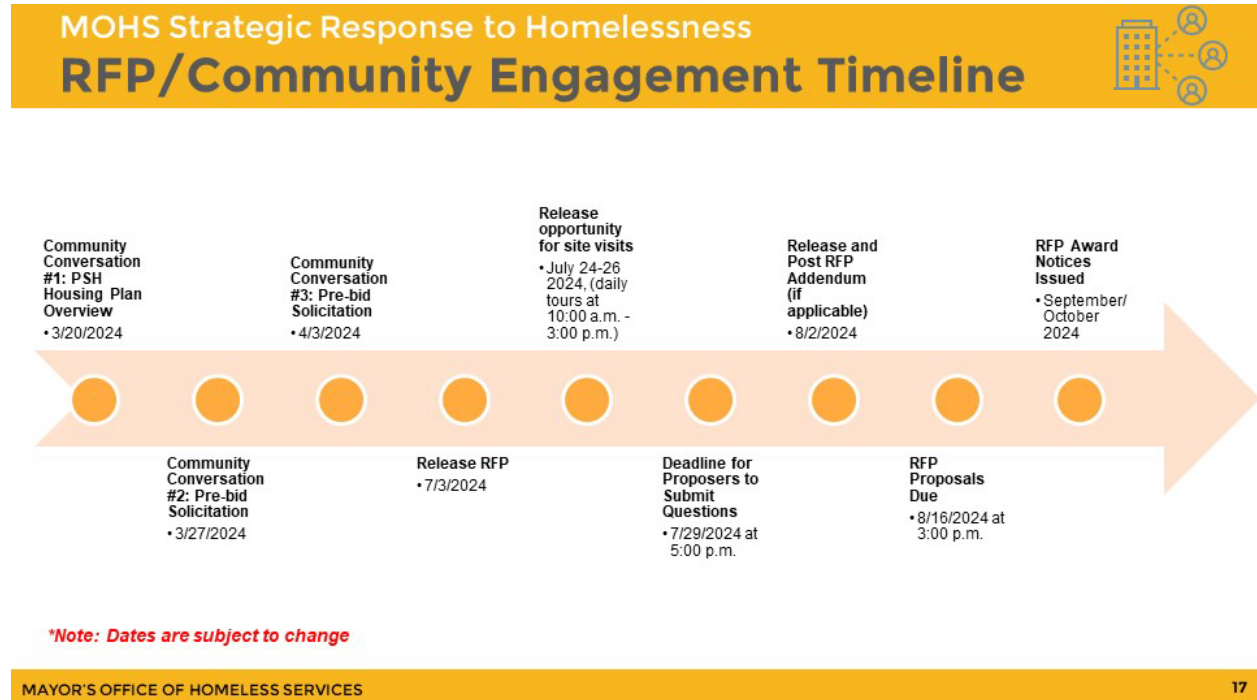 MOHS Strategic Response to Homelessness
RFP/Community Engagement Timeline
Community
Conversation
#1: PSH
Housing Plan
Overview
• 3/20/2024
Community
Conversation
#2: Pre-bid
Solicitation
• 3/27/2024
Community
Conversation
#3: Pre-bid
Solicitation
• 4/3/2024
Release RFP
• 7/3/2024
Release
opportunity
for site visits
• July 24-26
2024, (daily
tours at
10:00 a.m. -
3:00 p.m.)
Deadline for
Proposers to
Submit
Questions
• 7/29/2024 at
5:00 p.m.
Release and
Post RFP
Addendum
(if
applicable)
• 8/2/2024
RFP
Proposals
Due
• 8/16/2024 at
3:00 p.m.
RFP Award
Notices
Issued
• September/
October
2024
*Note: Dates are subject to change
MAYOR'S OFFICE OF HOMELESS SERVICES
17